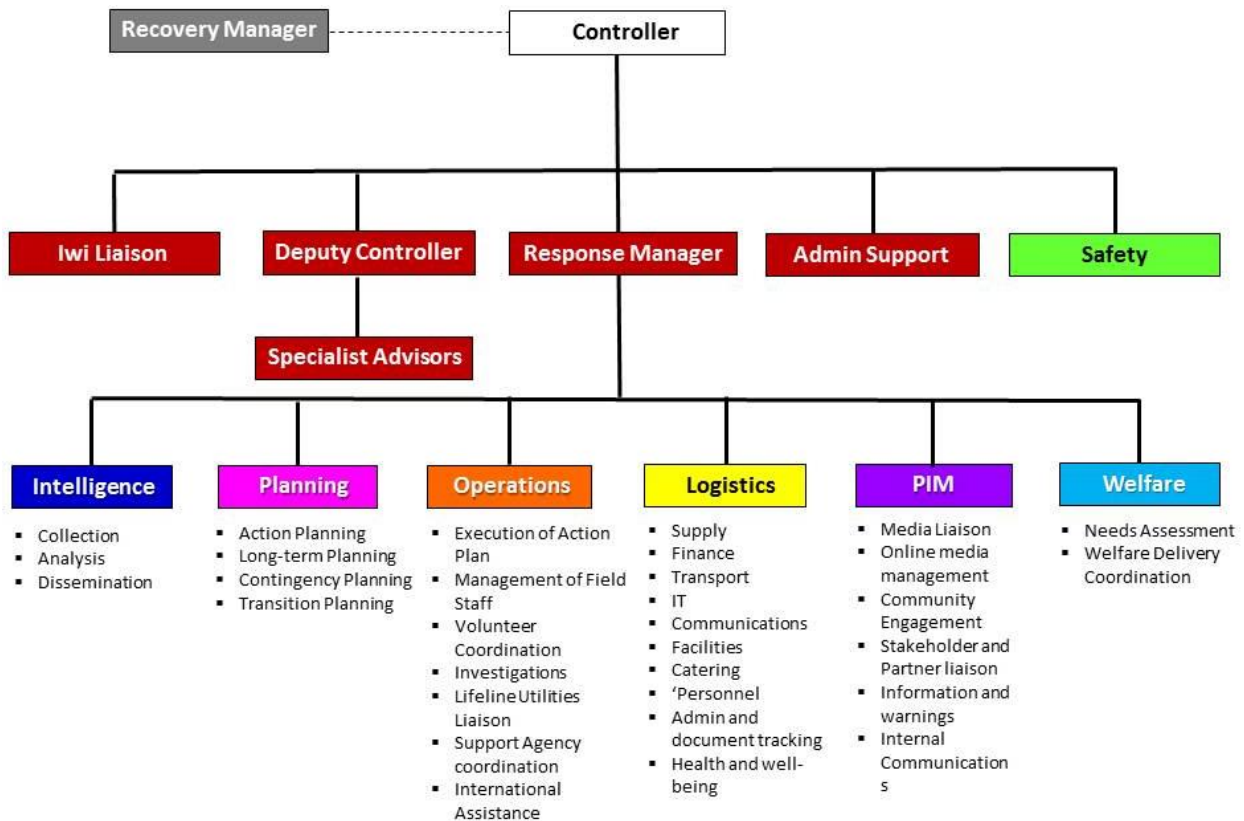 Recovery Manager
Controller
Iwi Liaison
Deputy Controller
Response Manager
Admin Support
Safety
Specialist Advisors
Intelligence
Planning
Operations
Logistics
PIM
Welfare
▪ Collection
▪ Analysis
▪ Dissemination
▪ Action Planning
▪ Long-term Planning
▪ Contingency Planning
▪ Transition Planning
▪ Execution of Action
Plan
▪ Management of Field
Staff
▪ Volunteer
Coordination
▪ Investigations
▪ Lifeline Utilities
Liaison
▪ Support Agency
coordination
▪ International
Assistance
▪ Supply
▪ Finance
▪ Transport
▪ IT
▪ Communications
▪ Facilities
▪ Catering
▪ ‘Personnel
▪ Admin and
document tracking
▪ Health and well-
being
▪ Media Liaison
▪ Online media
management
▪ Community
Engagement
▪ Stakeholder and
Partner liaison
▪ Information and
warnings
▪ Internal
Communication
s
▪ Needs Assessment
▪ Welfare Delivery
Coordination